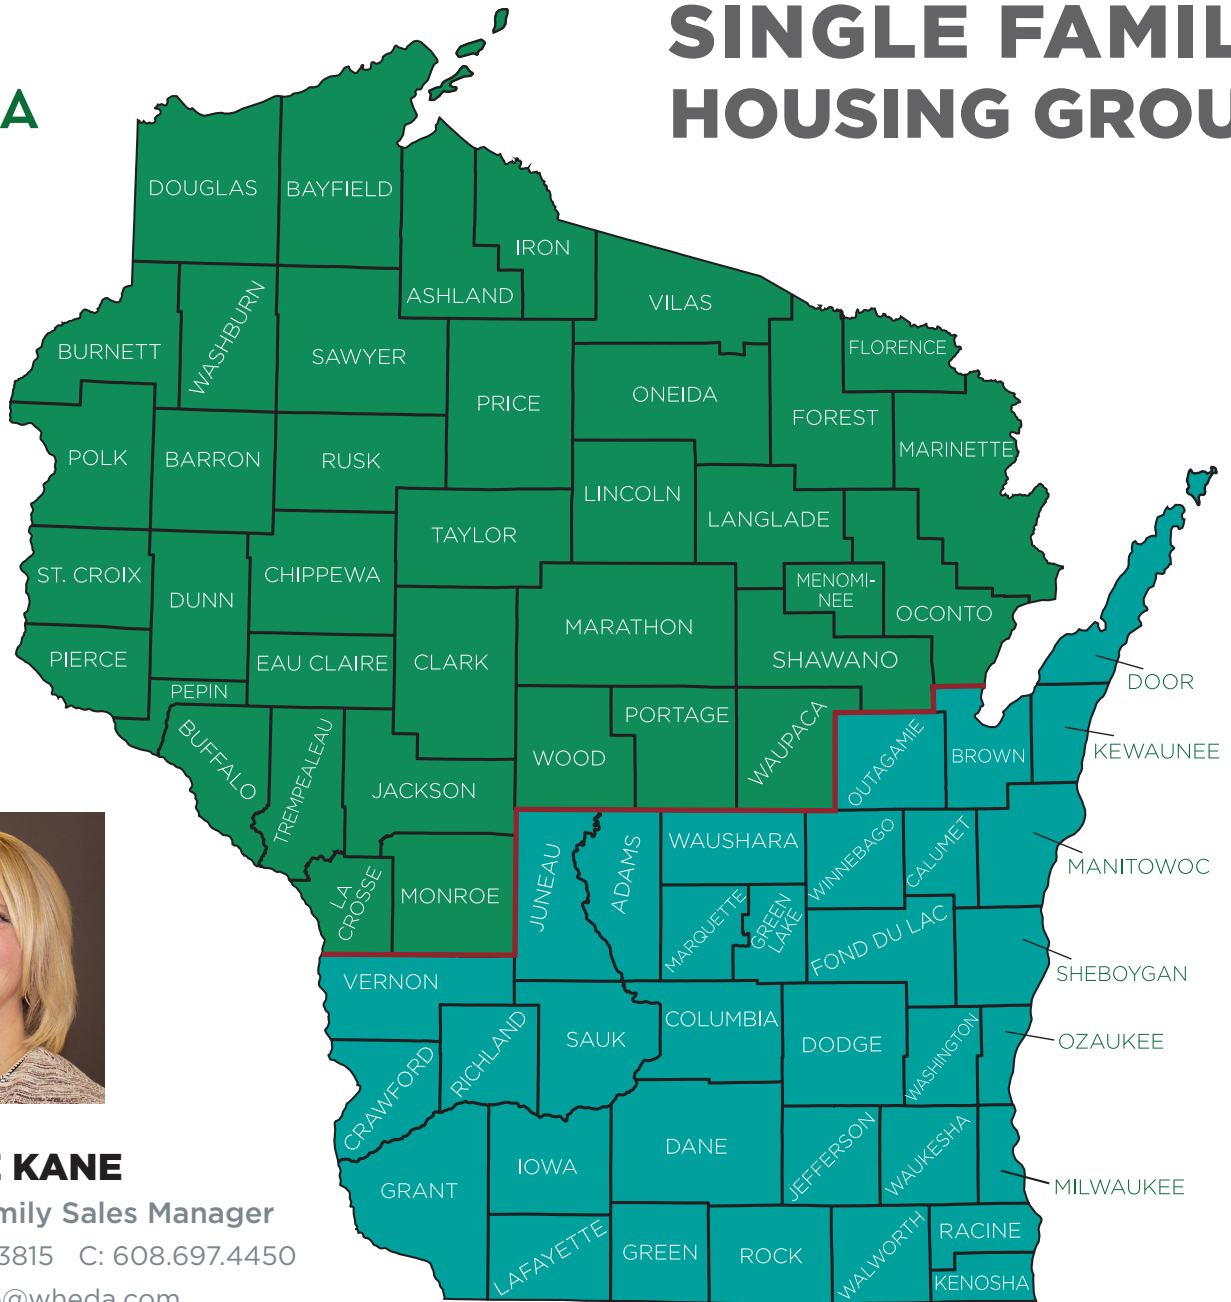 SINGLE FAMIL
HOUSING GROU
A
DOUGLAS
BAYFIELD
IRON
ASHLAND
VILAS
BURNETT
WASHBURN
SAWYER
FLORENCE
PRICE
ONEIDA
FOREST
MARINETTE
POLK
BARRON
RUSK
LINCOLN
LANGLADE
TAYLOR
ST. CROIX
CHIPPEWA
DUNN
MENOMI-
NEE
OCONTO
MARATHON
PIERCE
EAU CLAIRE
CLARK
SHAWANO
PEPIN
DOOR
BUFFALO
TREMPEALEAU
PORTAGE
WAUPACA
WOOD
OUTAGAMIE
BROWN
KEWAUNEE
JACKSON
WAUSHARA
WINNEBAGO
CALUMET
MANITOWOC
JUNEAU
ADAMS
LA
CROSSE
MONROE
MARQUETTE
GREEN
LAKE
FOND DU LAC
SHEBOYGAN
VERNON
RICHLAND
SAUK
COLUMBIA
DODGE
WASHINGTON
OZAUKEE
CRAWFORD
DANE
JEFFERSON
WAUKESHA
IOWA
GRANT
MILWAUKEE
LAFAYETTE
GREEN
ROCK
WALWORTH
RACINE
KENOSHA
E KANE
mily Sales Manager
3815 C: 608.697.4450
@wheda.com